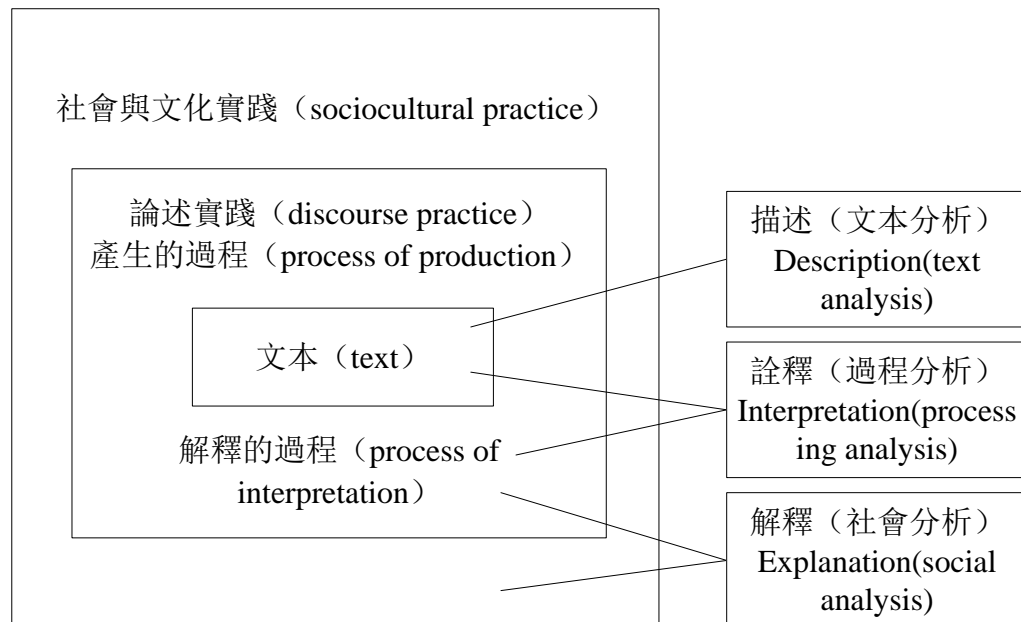 社會與文化實踐（sociocultural practice）
論述實踐（discourse practice）
產生的過程（process of production）
文本（text）
解釋的過程（process of
interpretation）
描述（文本分析）
Description(text
analysis)
詮釋（過程分析）
Interpretation(process
ing analysis)
解釋（社會分析）
Explanation(social
analysis)